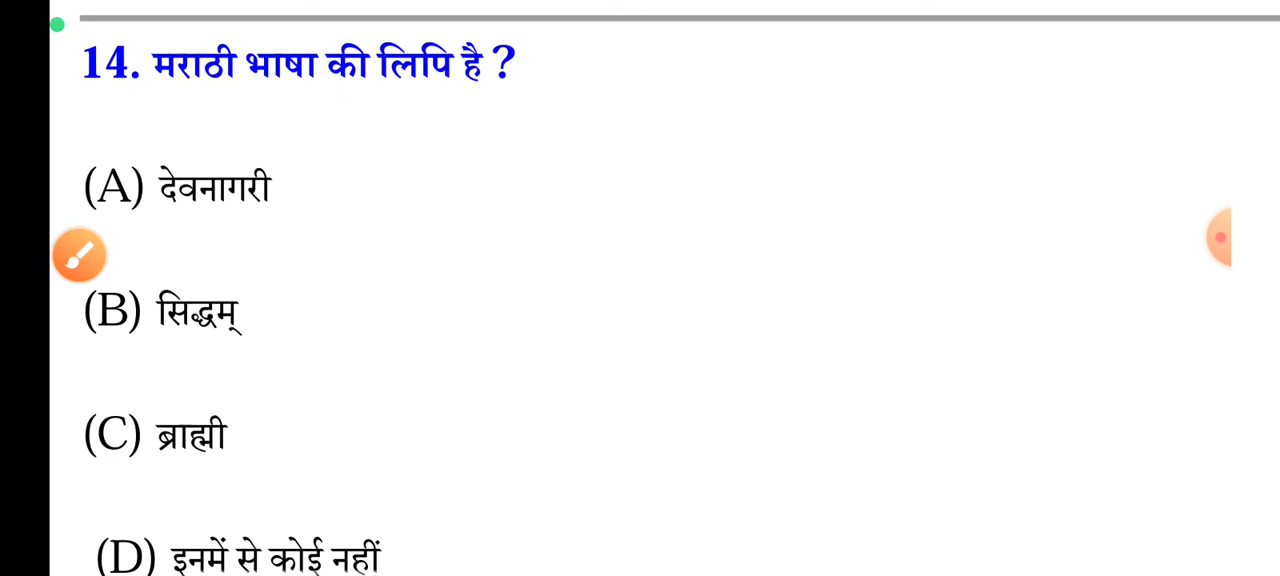 14. मराठी भाषा की लिपि है ?
(A) देवनागरी
(B) सिद्धम्
(C) ब्राह्मी
(D) इनमें से कोई नहीं